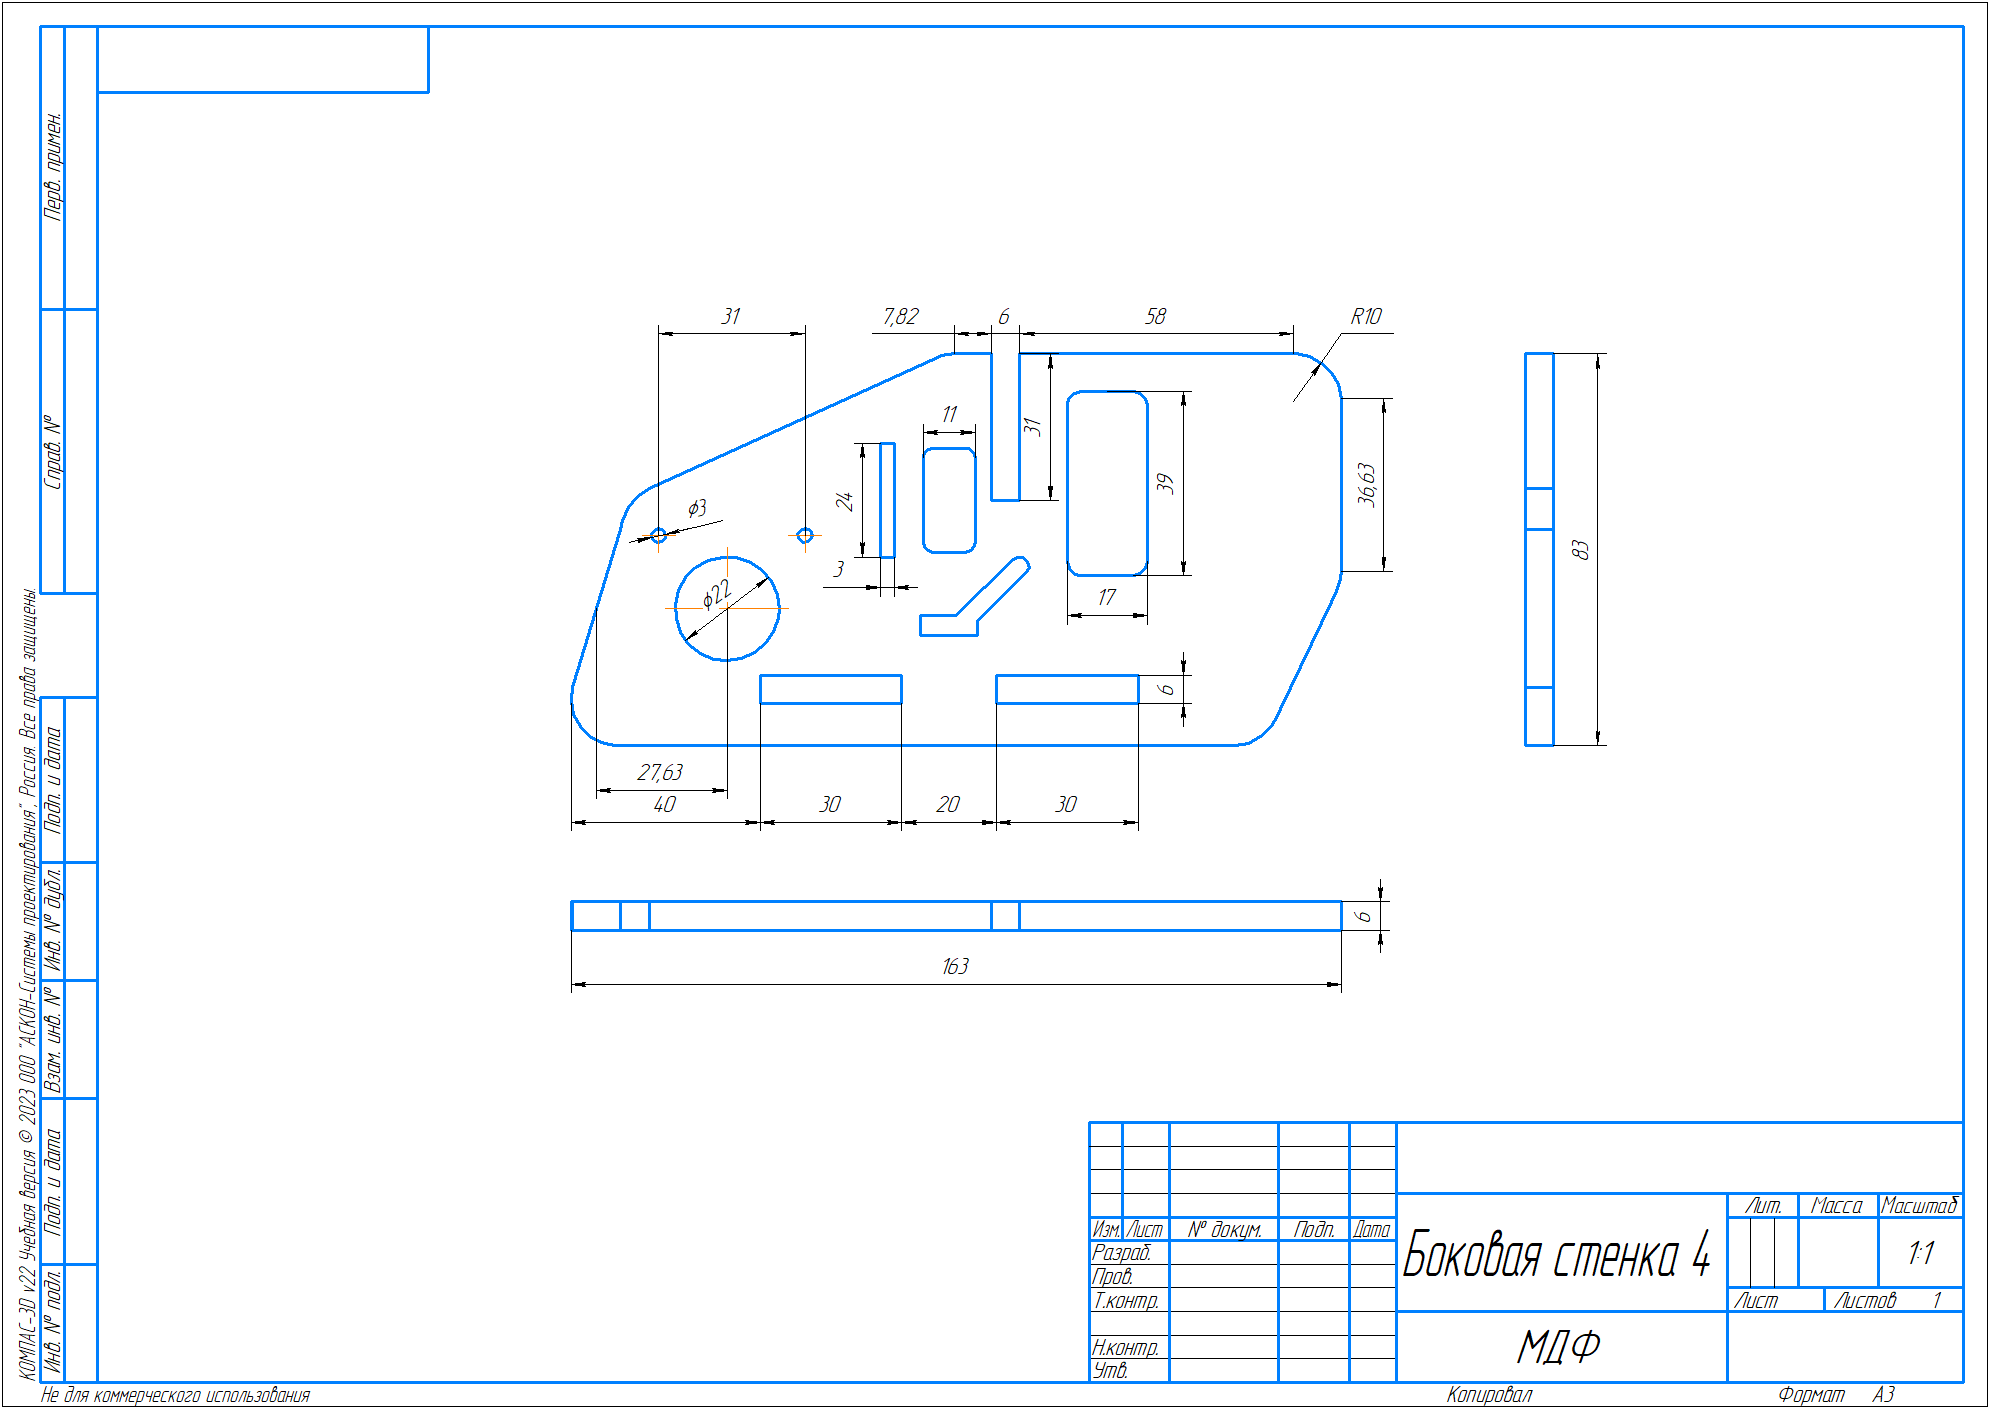 Перв. примен.
Справ. №
Подп. и дата
Инв. № дубл.
Взам. инв. №
Подп. и дата
Инв. № подл.
КОМПАС-3D v22 Учебная версия © 2023 ООО "АСКОН-Системы проектирования", Россия. Все права защищены.
31
7,82
6
58
R10
11
31
24
39
36,63
83
ϕ3
3
ϕ22
17
6
27,63
40
30
20
30
6
163
Изм. Лист № докум. Подп. Дата
Разраб.
Пров.
Т.контр.
Н.контр.
Утв.
Боковая стенка 4
МДФ
Лит. Масса Масштаб
1:1
Лист Листов 1
Не для коммерческого использования
Копировал
Формат А3